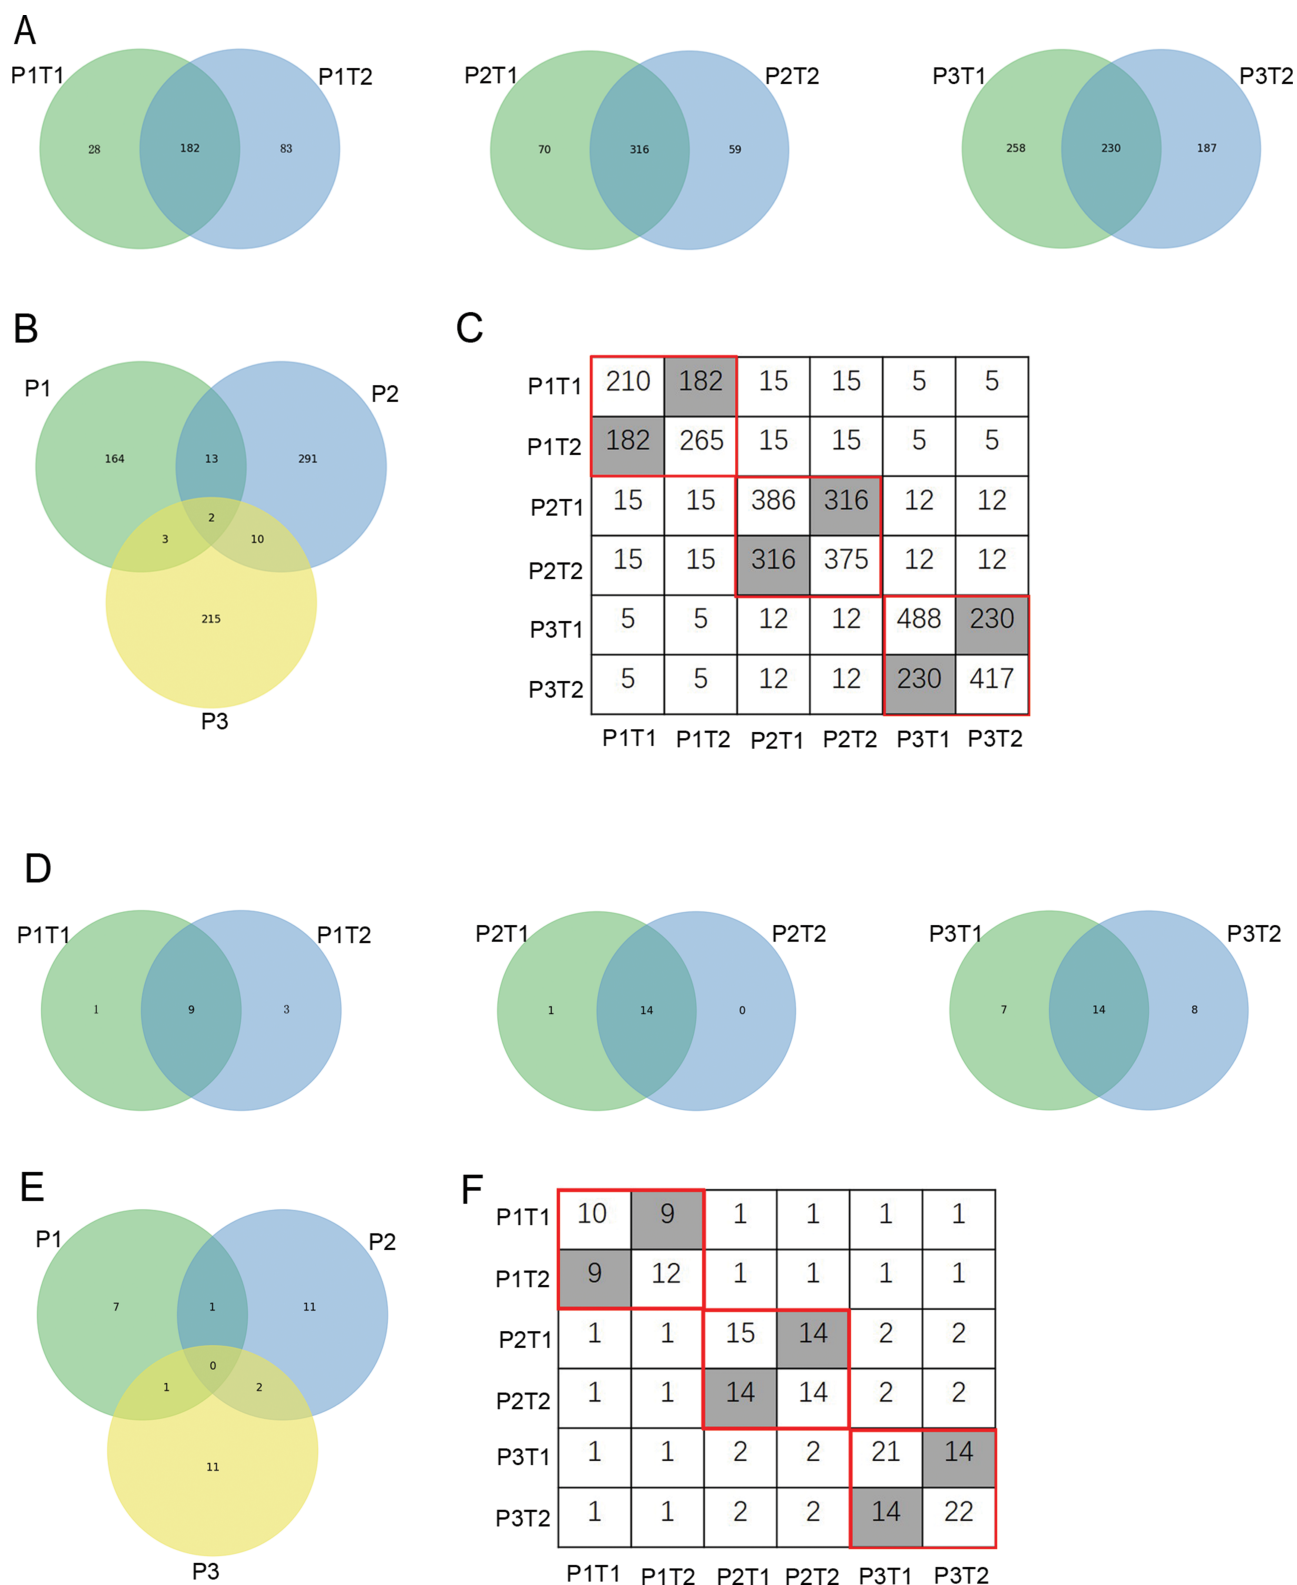 A
P1T1 P1T2 P2T1 P2T2 P3T1 P3T2
28 182 83 70 316 59 258 230 187
B
P1 P2
164 13 291
2
3 10
215
P3
C
P1T1 210 182 15 15 5 5
P1T2 182 265 15 15 5 5
P2T1 15 15 386 316 12 12
P2T2 15 15 316 375 12 12
P3T1 5 5 12 12 488 230
P3T2 5 5 12 12 230 417
P1T1 P1T2 P2T1 P2T2 P3T1 P3T2
D
P1T1 P1T2 P2T1 P2T2 P3T1 P3T2
1 9 3 1 14 0 7 14 8
E
P1 P2
7 1 11
0
1 2
11
P3
F
P1T1 10 9 1 1 1 1
P1T2 9 12 1 1 1 1
P2T1 1 1 15 14 2 2
P2T2 1 1 14 14 2 2
P3T1 1 1 2 2 21 14
P3T2 1 1 2 2 14 22
P1T1 P1T2 P2T1 P2T2 P3T1 P3T2